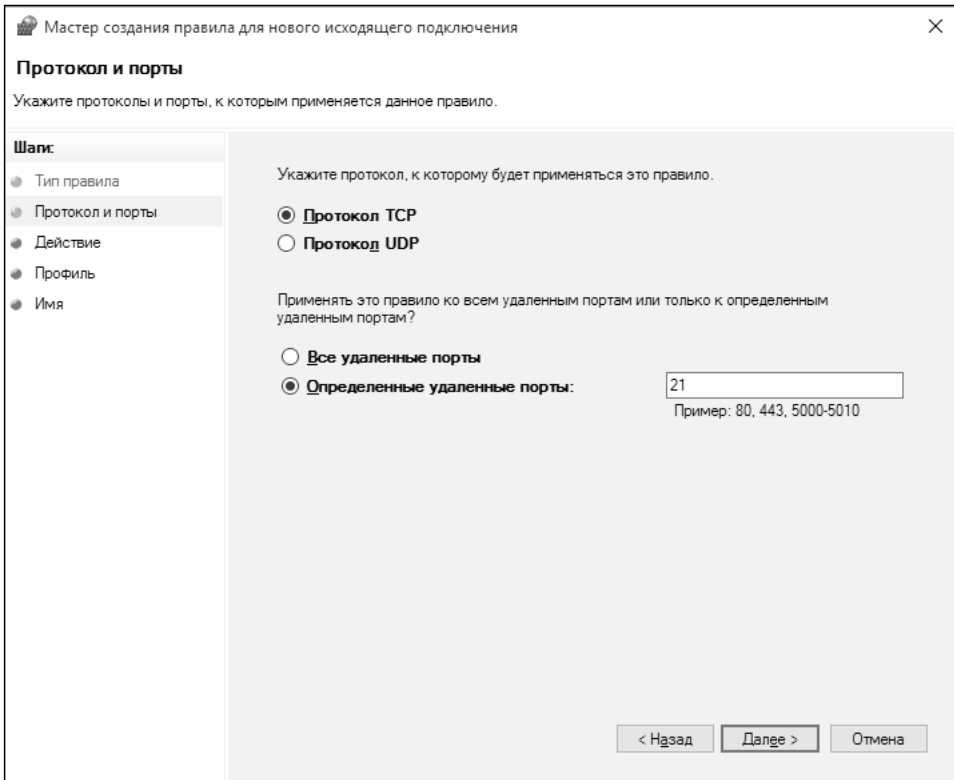 Мастер создания правила для нового исходящего подключения
Протокол и порты
Укажите протоколы и порты, к которым применяется данное правило.
Шаги:
Тип правила
Протокол и порты
Действие
Профиль
Имя
Укажите протокол, к которому будет применяться это правило.
Протокол TCP
Протокол UDP
Применять это правило ко всем удаленным портам или только к определенным
удаленным портам?
Все удаленные порты
Определенные удаленные порты: 21
Пример: 80, 443, 5000-5010
< Назад Далее > Отмена